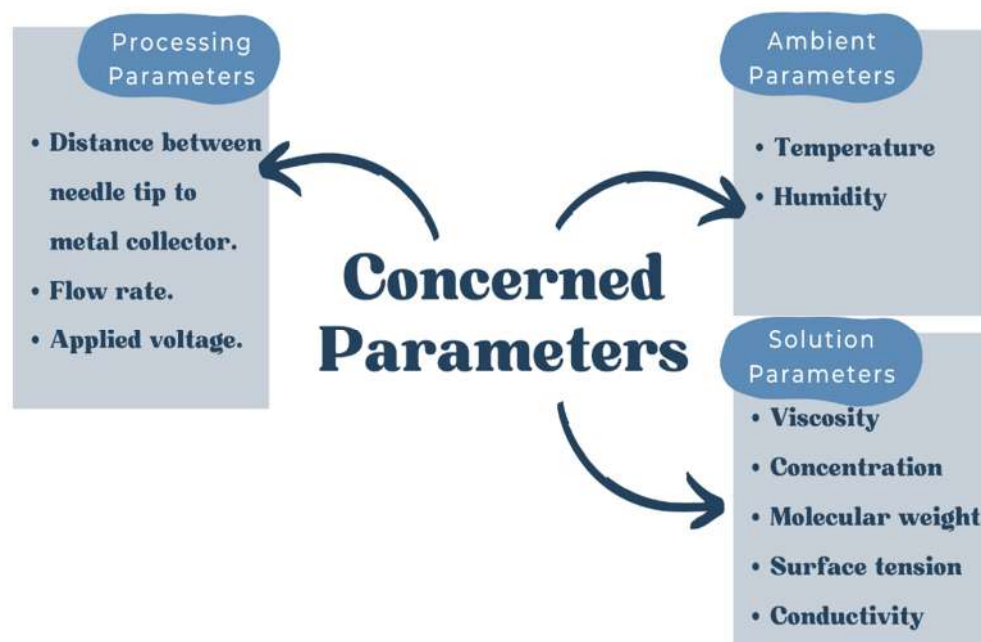 Processing
Parameters
• Distance between
needle tip to
metal collector.
• Flow rate.
• Applied voltage.
Concerned
Parameters
Ambient
Parameters
• Temperature
• Humidity
Solution
Parameters
• Viscosity
• Concentration
• Molecular weight
• Surface tension
• Conductivity